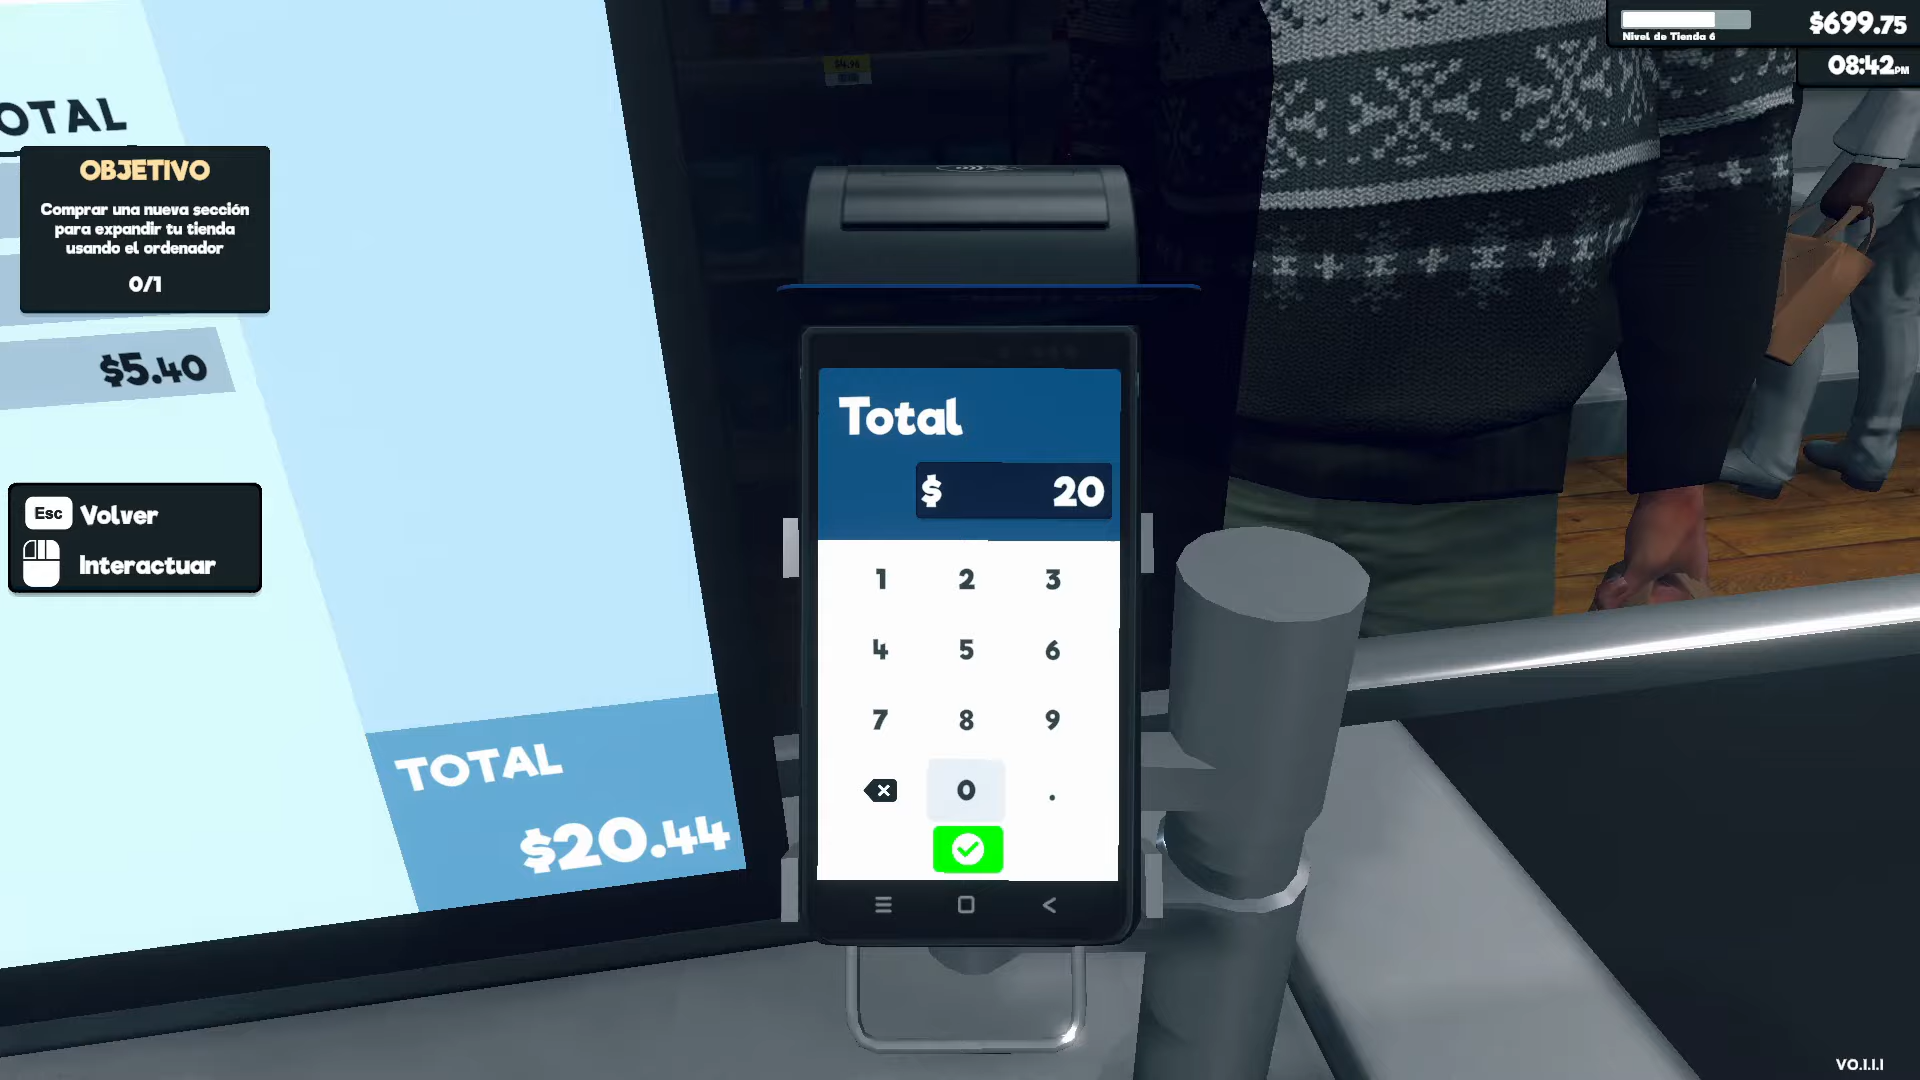 $699.75
Nivel de Tienda 6
08:42PM
$4.96
OTAL
OBJETIVO
Comprar una nueva sección
para expandir tu tienda
usando el ordenador
0/1
$5.40
Total
$ 20
Esc Volver
Interactuar
1 2 3
4 5 6
7 8 9
0 .
TOTAL
$20.44
V0.1.1.1